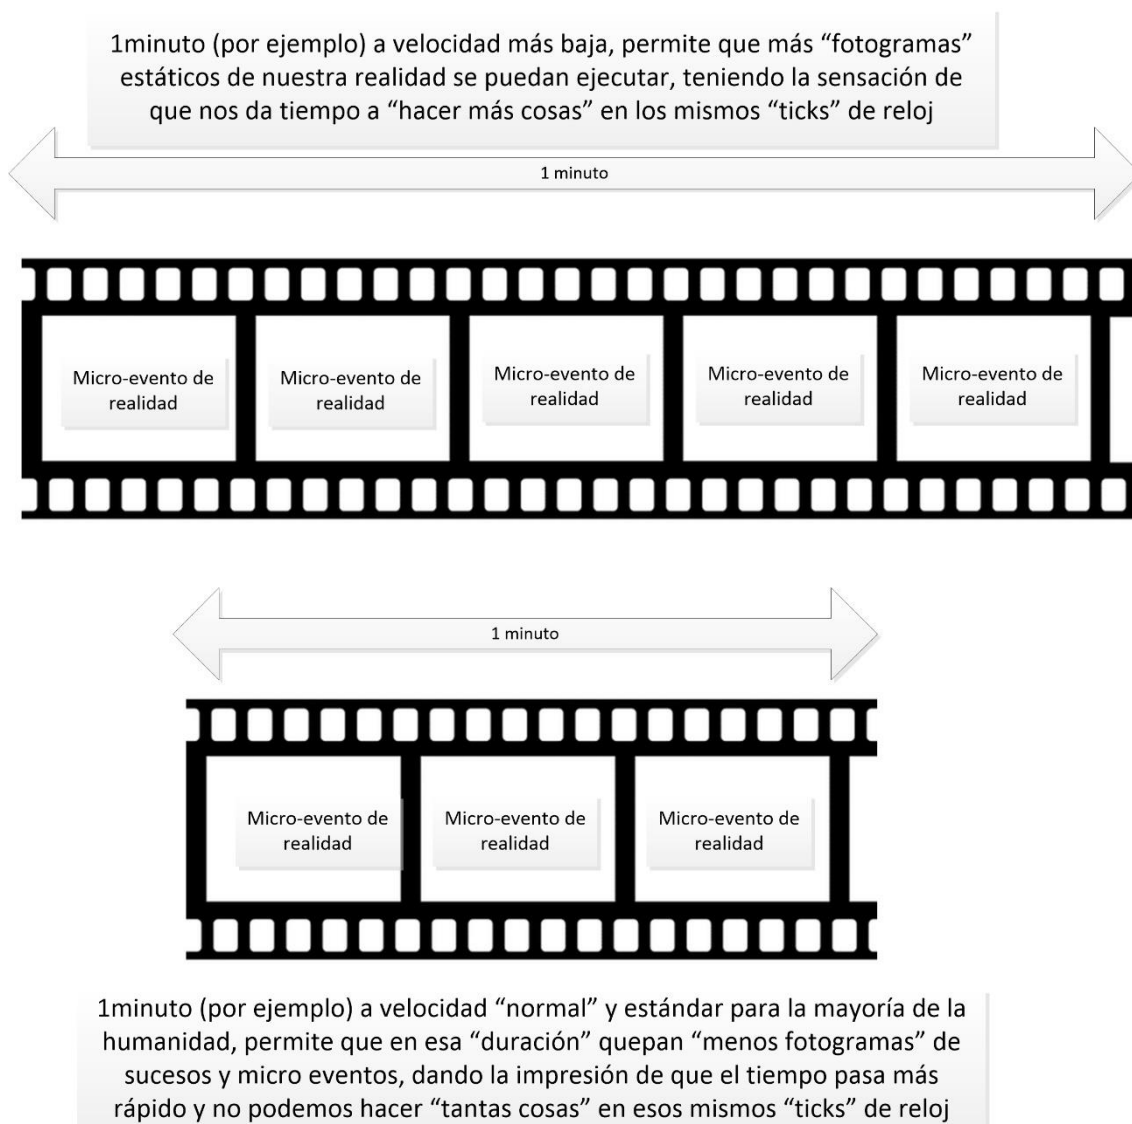 1minuto (por ejemplo) a velocidad más baja, permite que más “fotogramas”
estáticos de nuestra realidad se puedan ejecutar, teniendo la sensación de
que nos da tiempo a “hacer más cosas” en los mismos “ticks” de reloj
1 minuto
Micro-evento de
realidad
Micro-evento de
realidad
Micro-evento de
realidad
Micro-evento de
realidad
Micro-evento de
realidad
1 minuto
Micro-evento de
realidad
Micro-evento de
realidad
Micro-evento de
realidad
1minuto (por ejemplo) a velocidad “normal” y estándar para la mayoría de la
humanidad, permite que en esa “duración” quepan “menos fotogramas” de
sucesos y micro eventos, dando la impresión de que el tiempo pasa más
rápido y no podemos hacer “tantas cosas” en esos mismos “ticks” de reloj